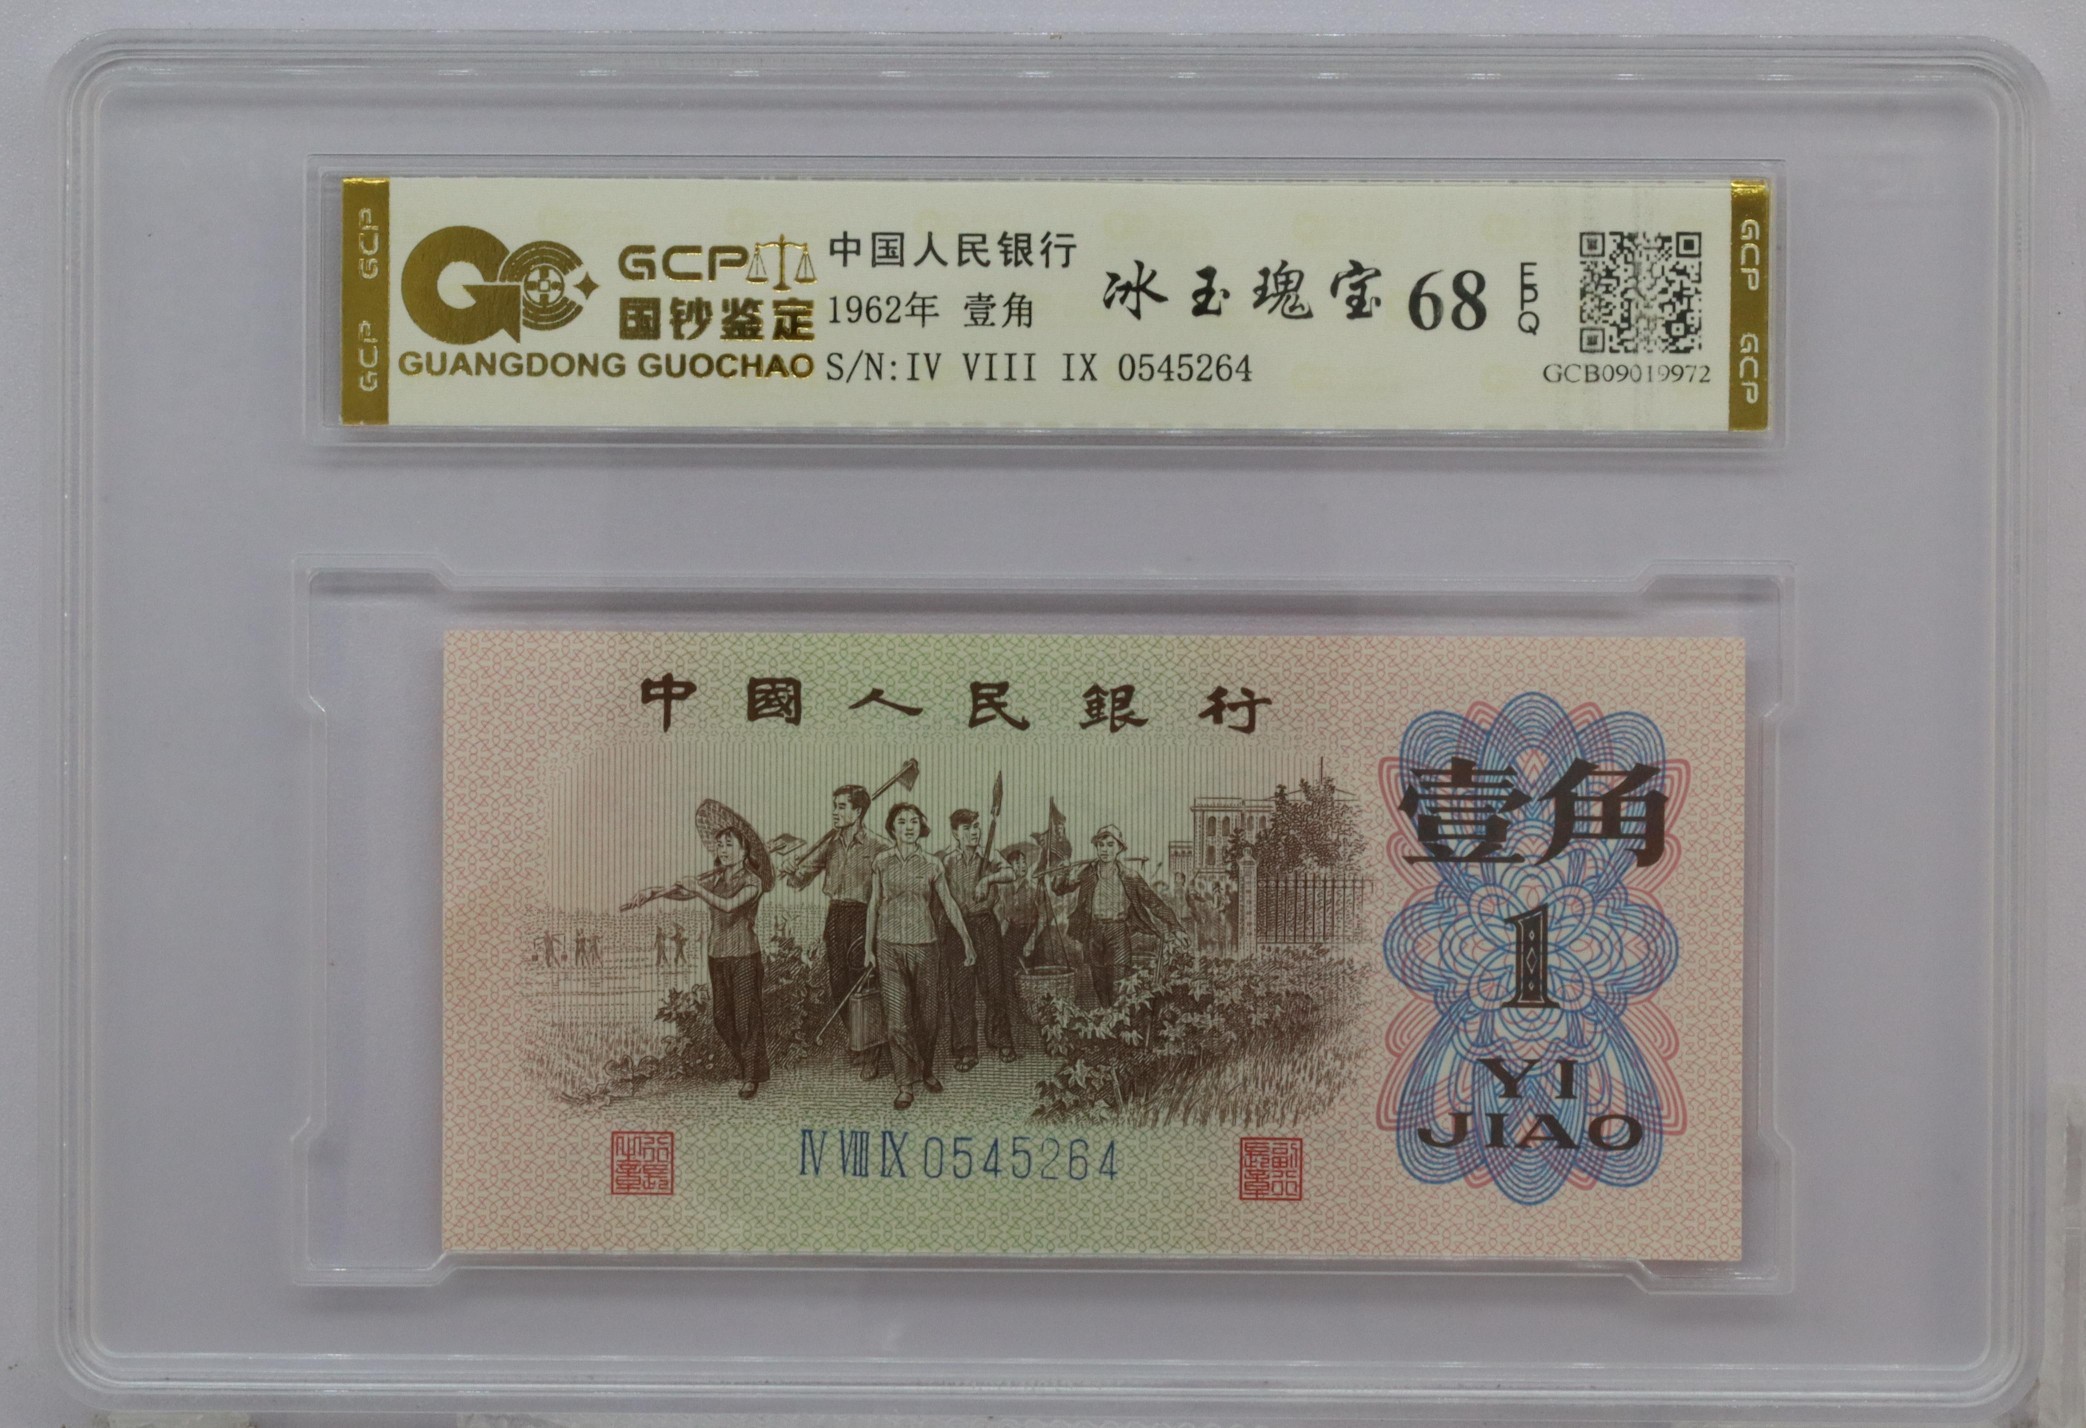 GCP 国钞鉴定
GUANGDONG GUOCHAO
中国人民银行
1962年 壹角
S/N:IV VIII IX 0545264
冰玉瑰宝 68 EPQ
GCB09019972
GCP GCP
GCP GCP
中國人民銀行
壹角
1
YI
JIAO
IV VIII IX 0545264